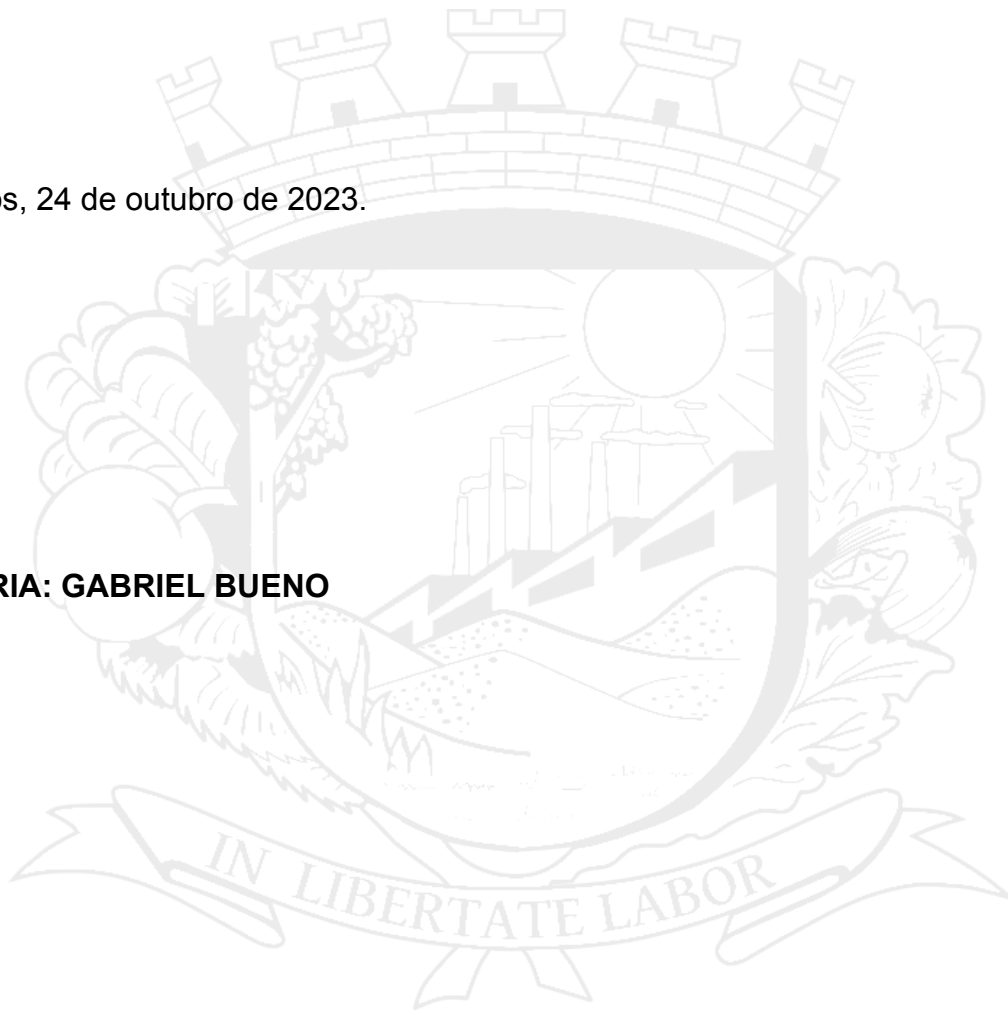 os, 24 de outubro de 2023.
RIA: GABRIEL BUENO
IN LIBERTATE LABOR